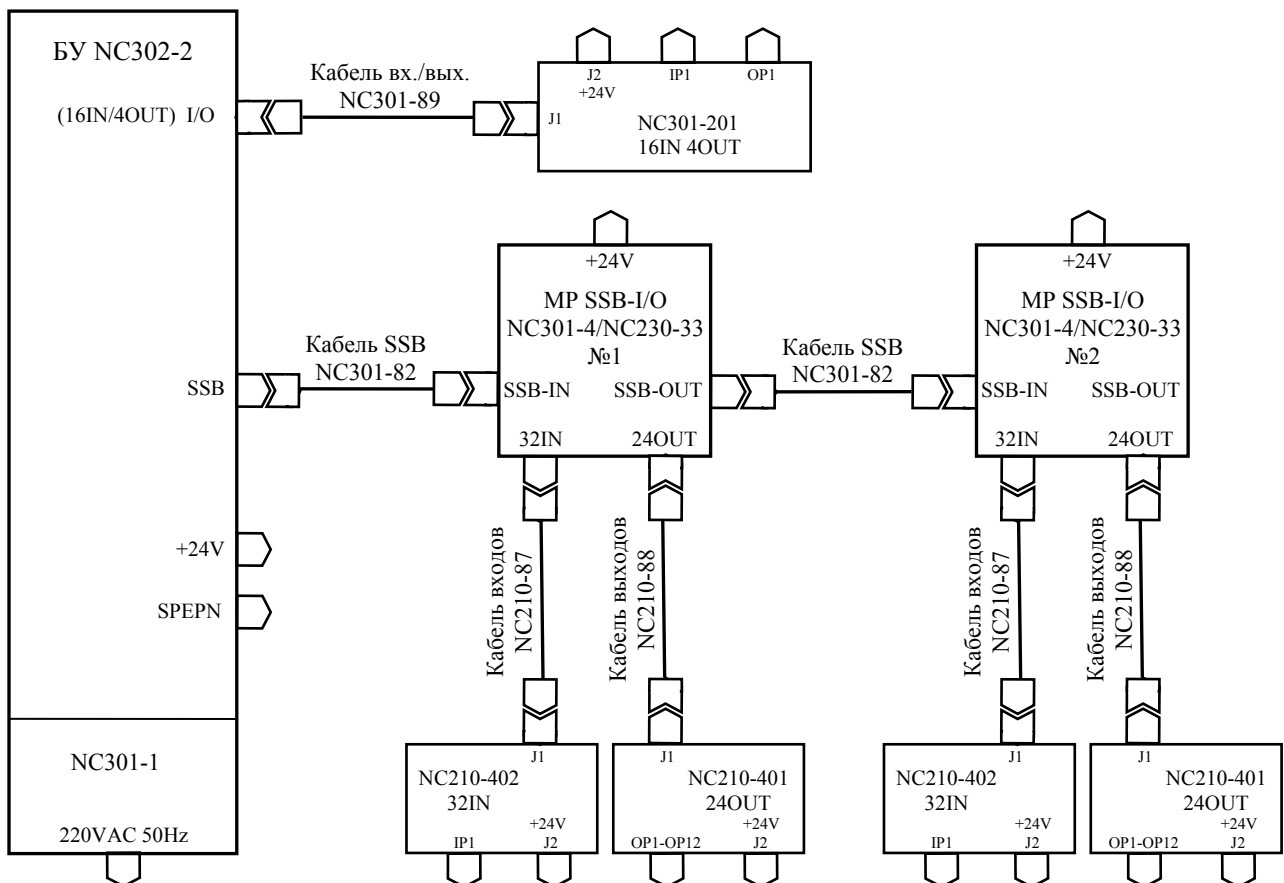 БУ NC302-2
(16IN/4OUT) I/O
Кабель вх./вых.
NC301-89
J1
J2
+24V
IP1
OP1
NC301-201
16IN 4OUT
SSB
Кабель SSB
NC301-82
+24V
МР SSB-I/O
NC301-4/NC230-33
№1
SSB-IN
SSB-OUT
32IN
24OUT
Кабель SSB
NC301-82
+24V
МР SSB-I/O
NC301-4/NC230-33
№2
SSB-IN
SSB-OUT
32IN
24OUT
+24V
SPEPN
Кабель входов
NC210-87
Кабель выходов
NC210-88
Кабель входов
NC210-87
Кабель выходов
NC210-88
NC301-1
220VAC 50Hz
J1
NC210-402
32IN
+24V
IP1
J2
J1
NC210-401
24OUT
+24V
OP1-OP12
J2
J1
NC210-402
32IN
+24V
IP1
J2
J1
NC210-401
24OUT
+24V
OP1-OP12
J2